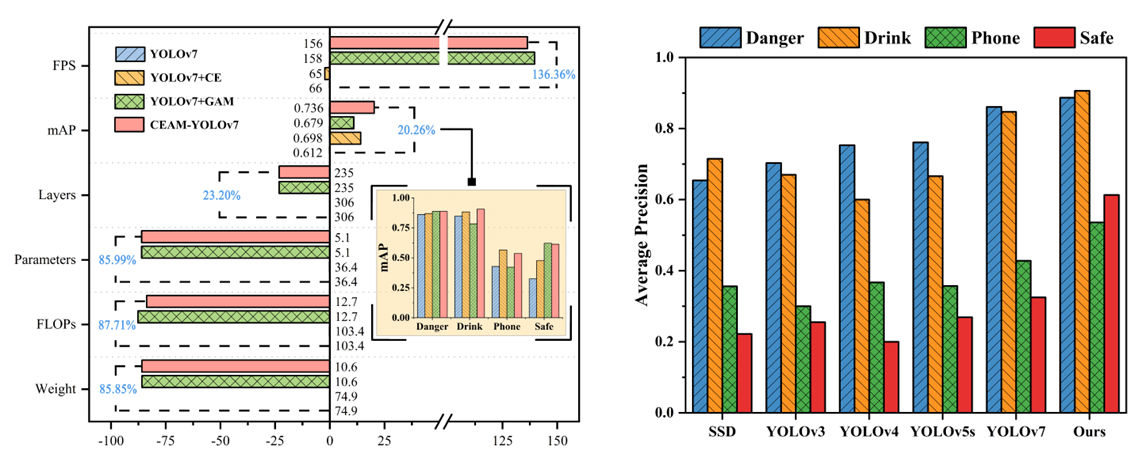 YOLOv7
YOLOv7+CE
YOLOv7+GAM
CEAM-YOLOv7
FPS
156
158
65
66
136.36%
mAP
0.736
0.679
0.698
0.612
20.26%
Layers
235
235
306
306
23.20%
Parameters
5.1
5.1
36.4
36.4
85.99%
FLOPs
12.7
12.7
103.4
103.4
87.71%
Weight
10.6
10.6
74.9
74.9
85.85%
-100 -75 -50 -25 0 25 125 150
mAP
1.00
0.75
0.50
0.25
0.00
Danger Drink Phone Safe
Danger Drink Phone Safe
Average Precision
1.0
0.8
0.6
0.4
0.2
0.0
SSD YOLOv3 YOLOv4 YOLOv5s YOLOv7 Ours